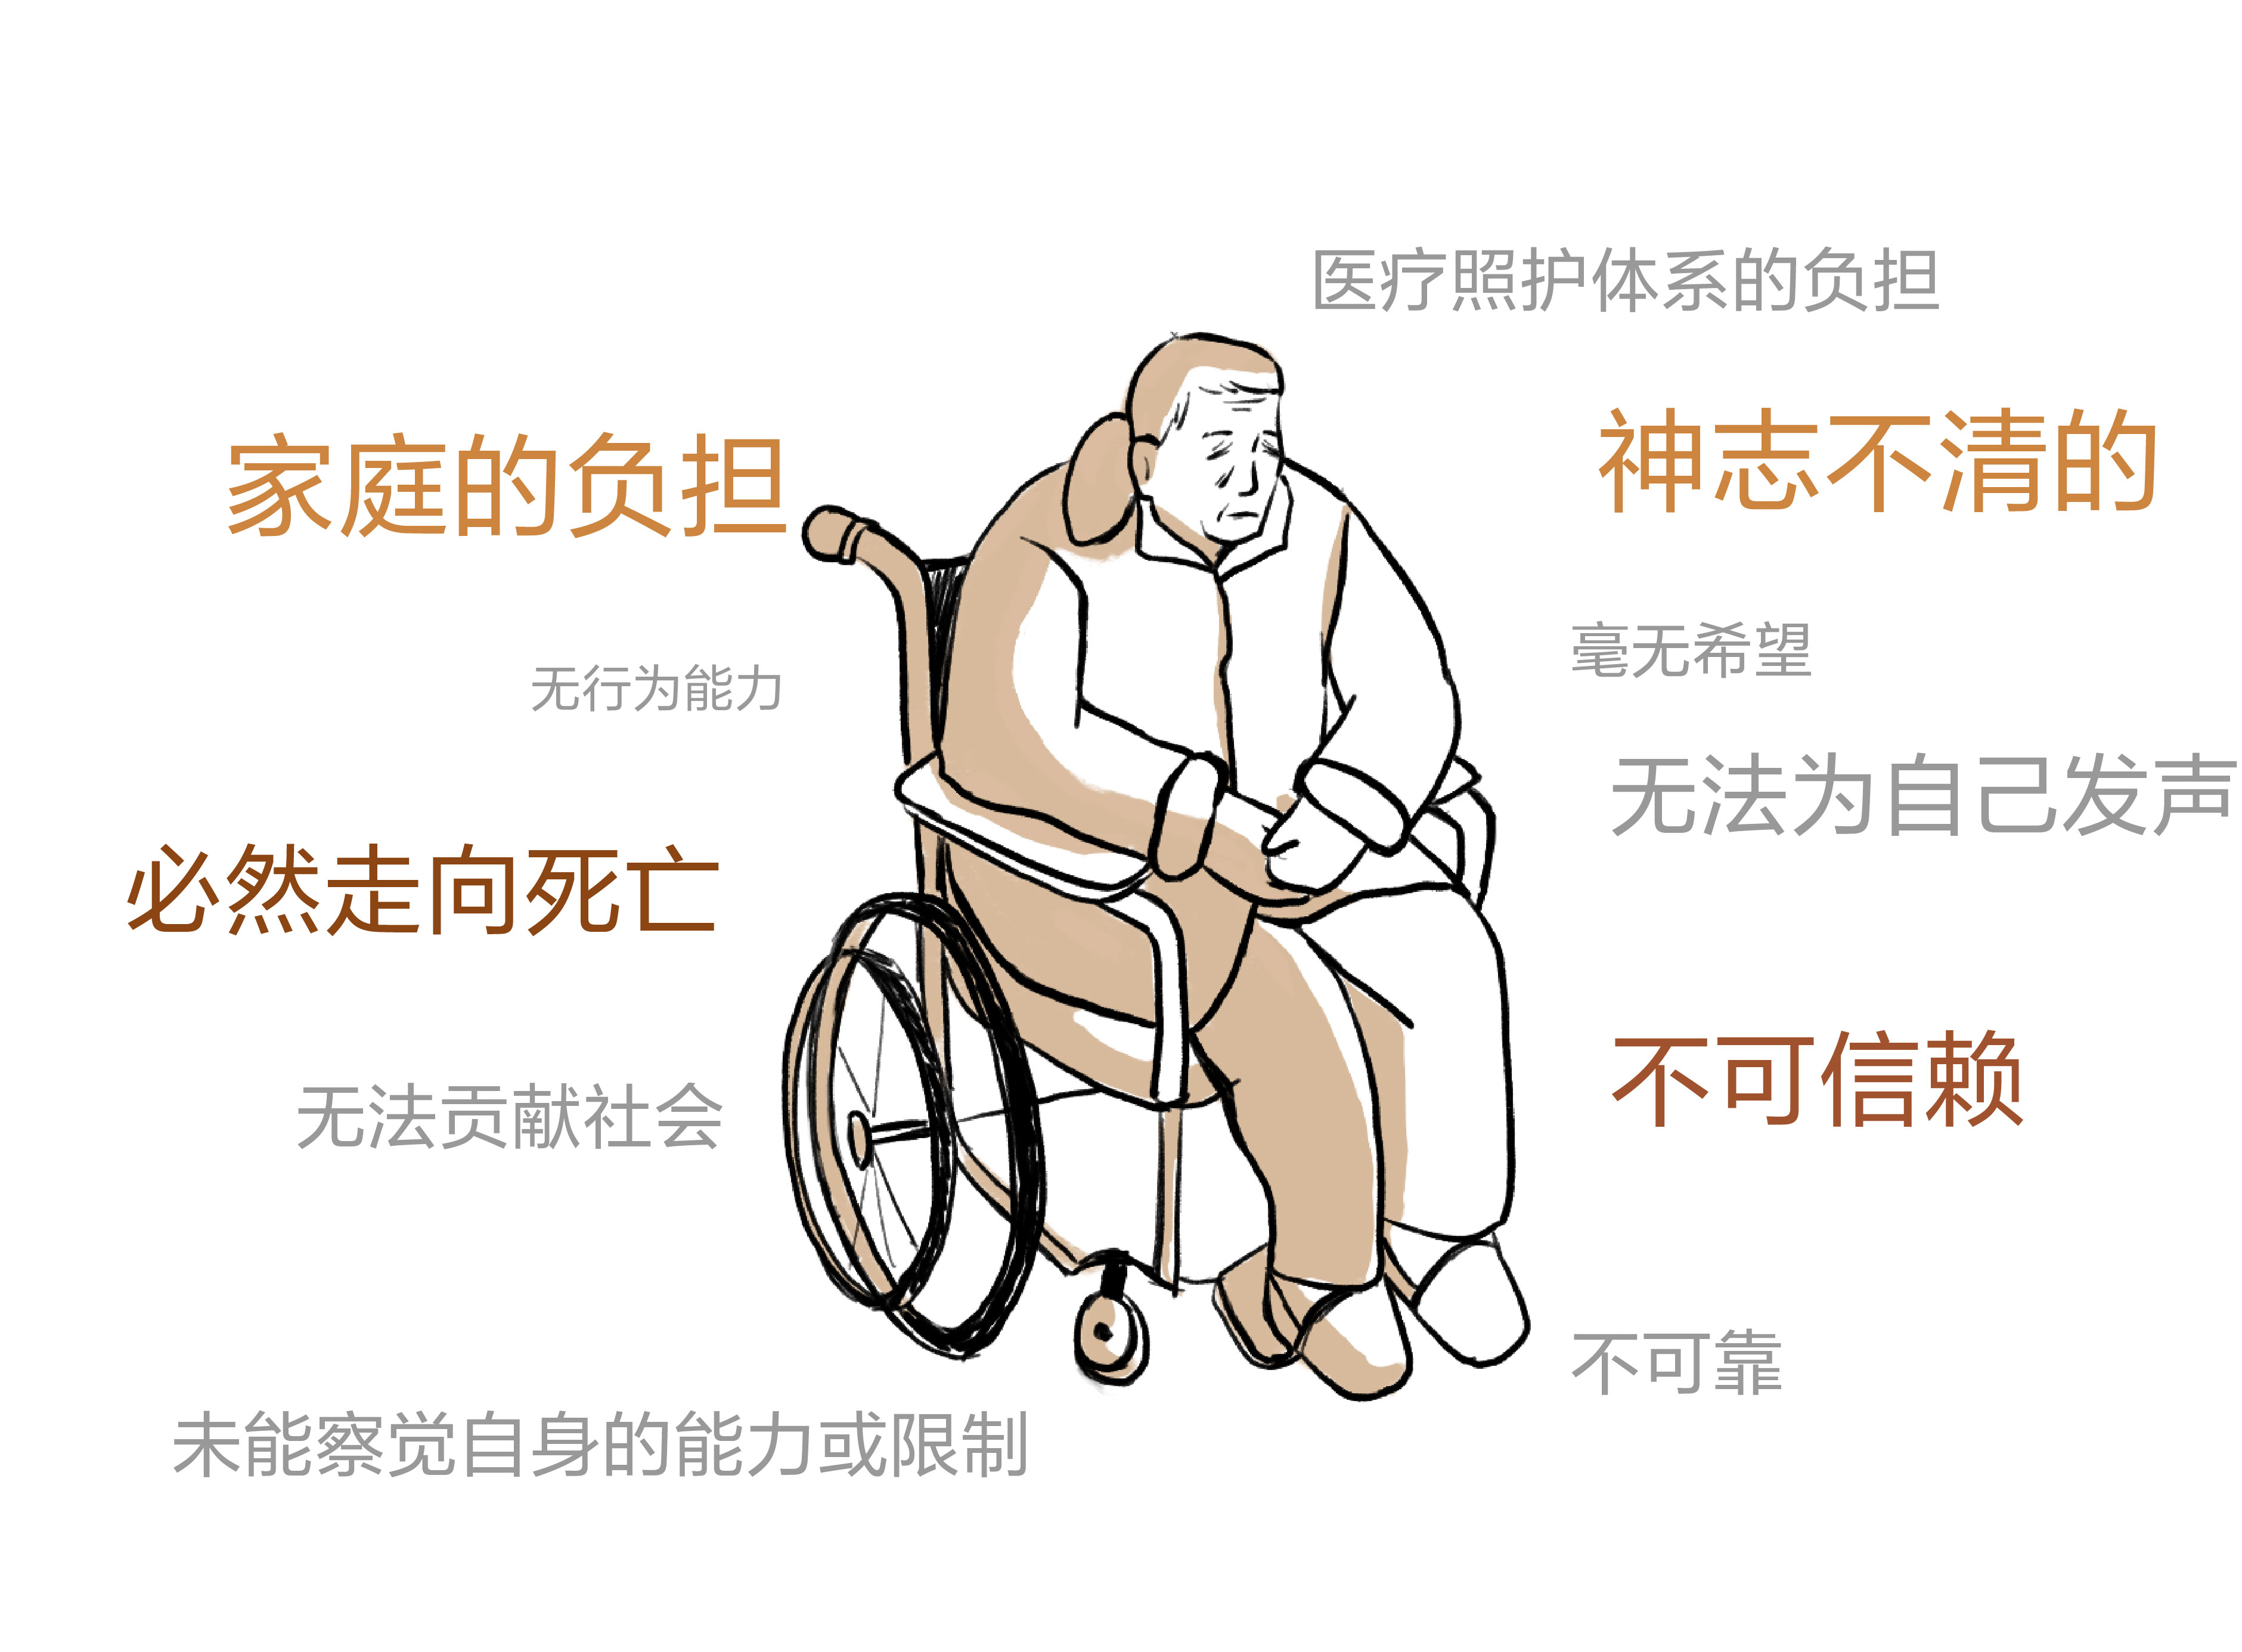 医疗照护体系的负担
家庭的负担
神志不清的
毫无希望
无行为能力
无法为自己发声
必然走向死亡
不可信赖
无法贡献社会
不可靠
未能察觉自身的能力或限制